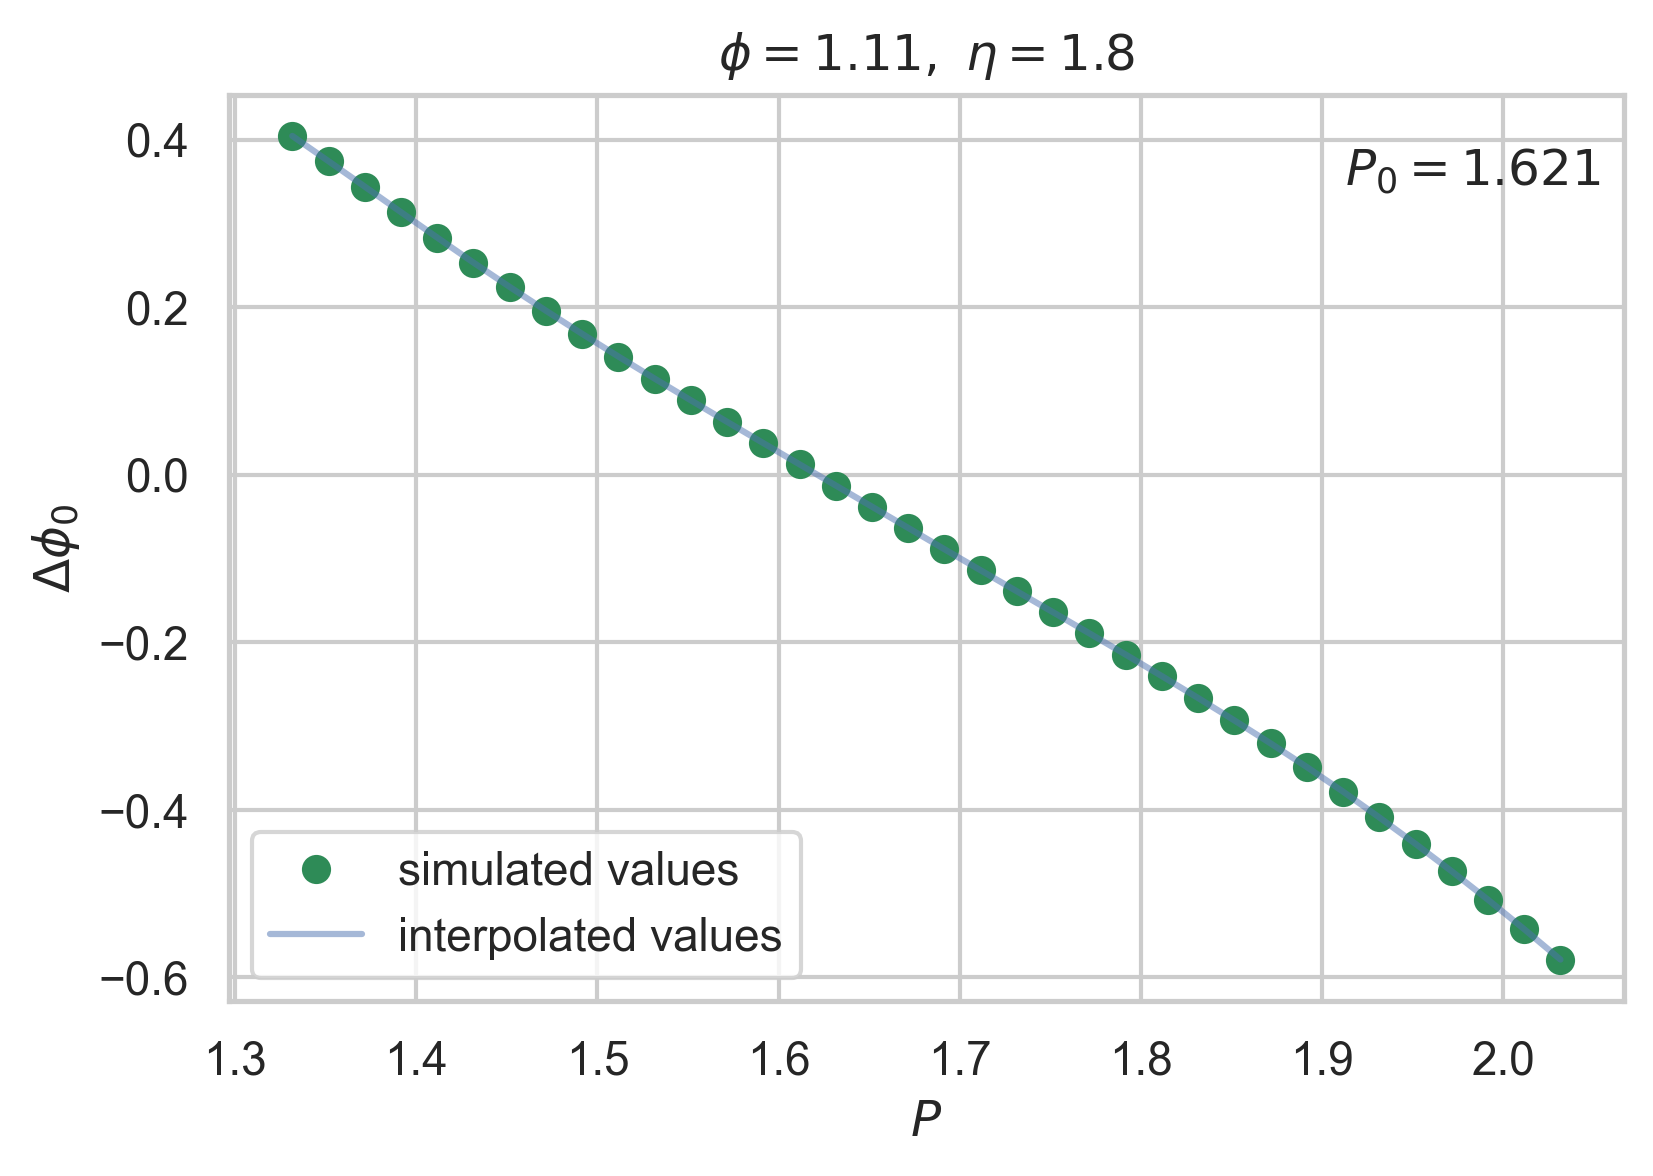 ϕ = 1.11, η = 1.8
P₀ = 1.621
0.4
0.2
0.0
−0.2
−0.4
−0.6
Δϕ₀
simulated values
interpolated values
1.3 1.4 1.5 1.6 1.7 1.8 1.9 2.0
P